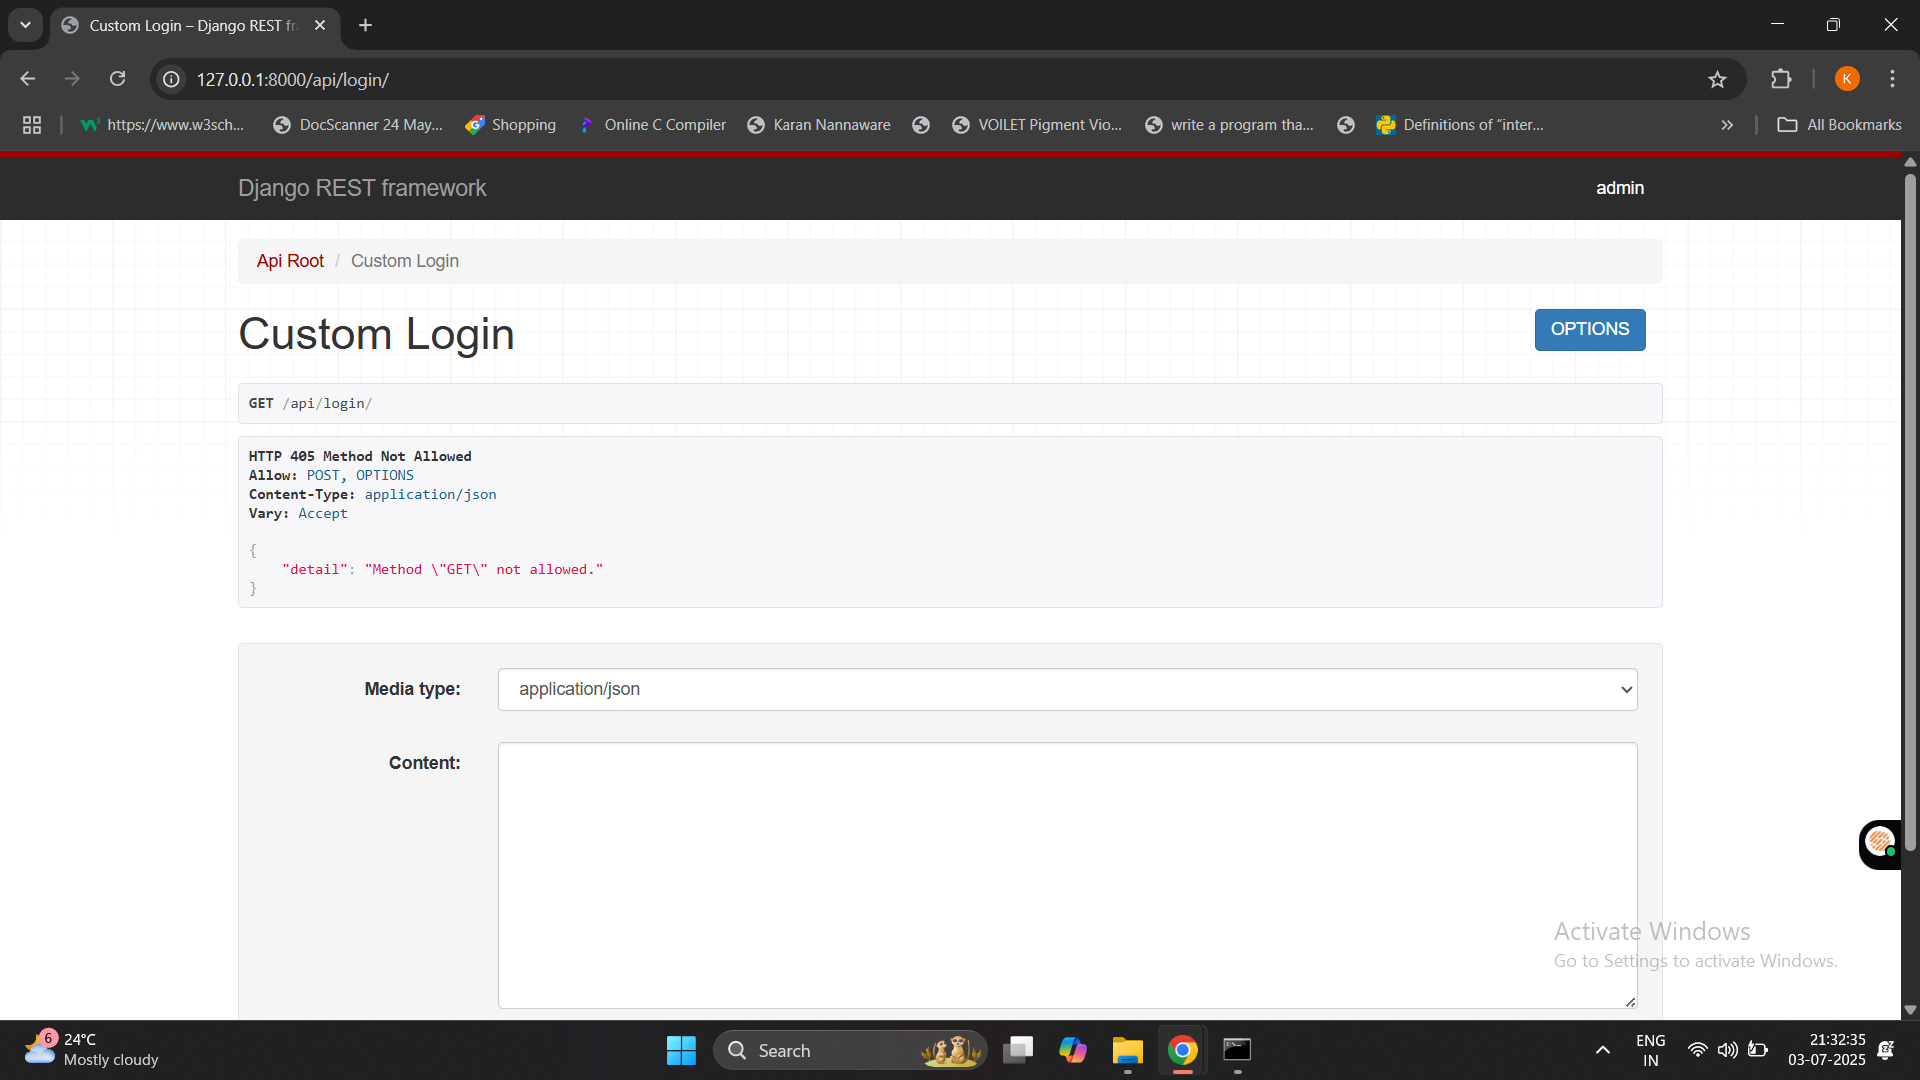 Custom Login – Django REST fr
127.0.0.1:8000/api/login/
K
https://www.w3sch...
DocScanner 24 May...
Shopping
Online C Compiler
Karan Nannaware
VOILET Pigment Vio...
write a program tha...
Definitions of “inter...
All Bookmarks
Django REST framework
admin
Api Root / Custom Login
Custom Login
OPTIONS
GET /api/login/
HTTP 405 Method Not Allowed
Allow: POST, OPTIONS
Content-Type: application/json
Vary: Accept
{
"detail": "Method \"GET\" not allowed."
}
Media type:
application/json
Content:
Activate Windows
Go to Settings to activate Windows.
6
24°C
Mostly cloudy
Search
ENG
IN
21:32:35
03-07-2025